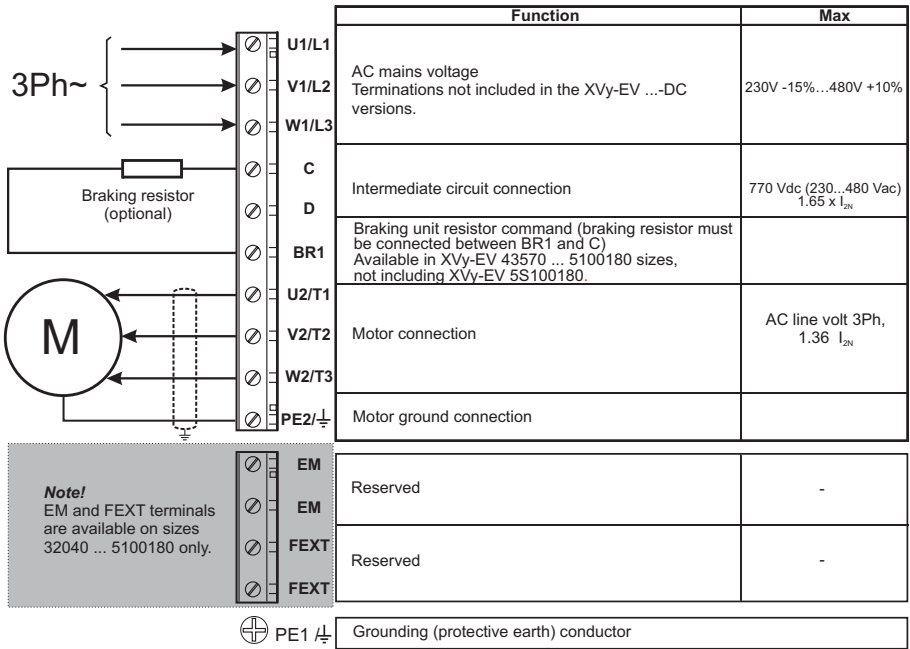 Function
Max
3Ph~
U1/L1
V1/L2
W1/L3
AC mains voltage
Terminations not included in the XVy-EV ...-DC
versions.
230V -15%…480V +10%
Braking resistor
(optional)
C
D
Intermediate circuit connection
770 Vdc (230...480 Vac)
1.65 x I2N
BR1
Braking unit resistor command (braking resistor must
be connected between BR1 and C)
Available in XVy-EV 43570 ... 5100180 sizes,
not including XVy-EV 5S100180.
M
U2/T1
V2/T2
W2/T3
Motor connection
AC line volt 3Ph,
1.36 I2N
PE2/⏚
Motor ground connection
Note!
EM and FEXT terminals
are available on sizes
32040 ... 5100180 only.
EM
EM
Reserved
-
FEXT
FEXT
Reserved
-
PE1 /⏚
Grounding (protective earth) conductor